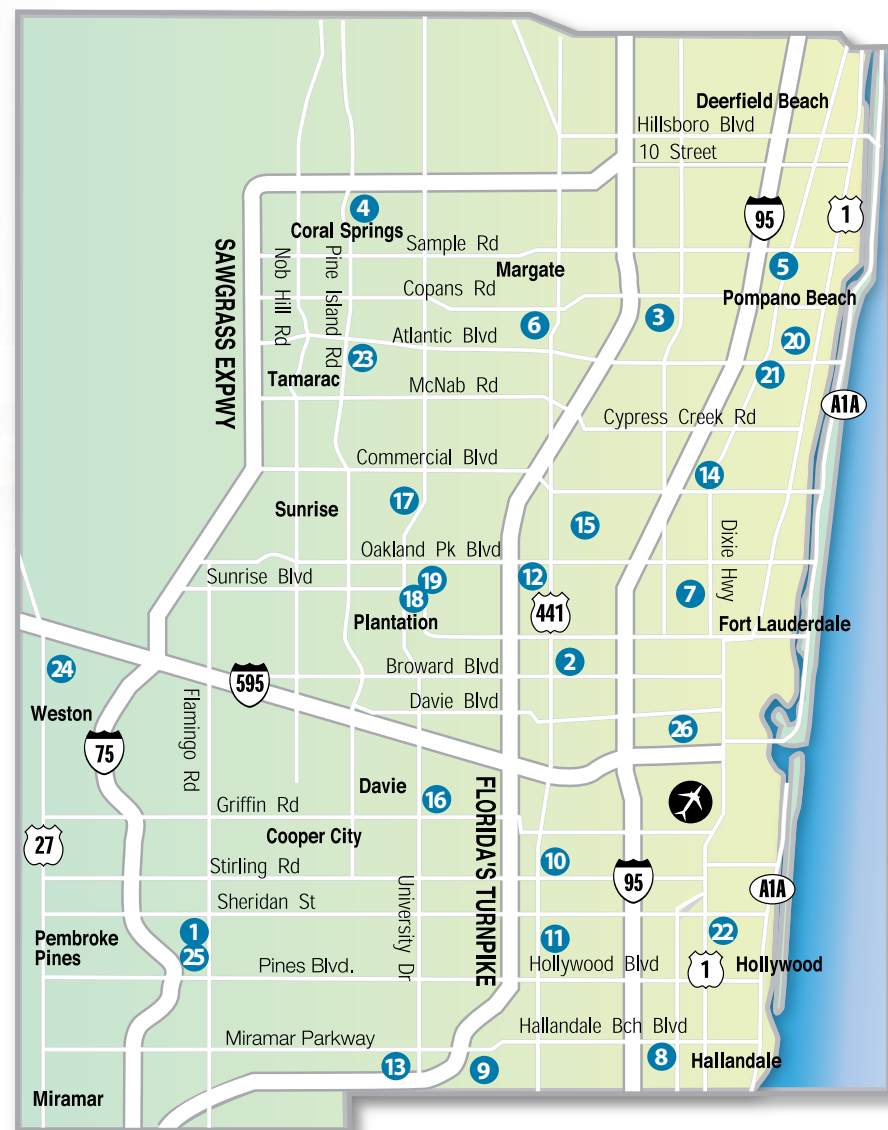 Deerfield Beach
Hillsboro Blvd
10 Street
4
95
1
Coral Springs
SAWGRASS EXPWY
Nob Hill Rd
Pine Island Rd
Sample Rd
Margate
5
Copans Rd
Pompano Beach
6
3
Atlantic Blvd
20
23
Tamarac
21
McNab Rd
A1A
Cypress Creek Rd
Commercial Blvd
14
17
Sunrise
15
Dixie Hwy
Oakland Pk Blvd
Sunrise Blvd
19
12
18
7
441
Plantation
Fort Lauderdale
24
Broward Blvd
2
595
Flamingo Rd
Davie Blvd
Weston
26
75
Davie
16
FLORIDA'S TURNPIKE
Griffin Rd
27
Cooper City
10
Stirling Rd
95
A1A
Sheridan St
University Dr
1
Pembroke
Pines
25
11
22
Pines Blvd.
Hollywood Blvd
1
Hollywood
Miramar Parkway
Hallandale Bch Blvd
13
9
8
Hallandale
Miramar